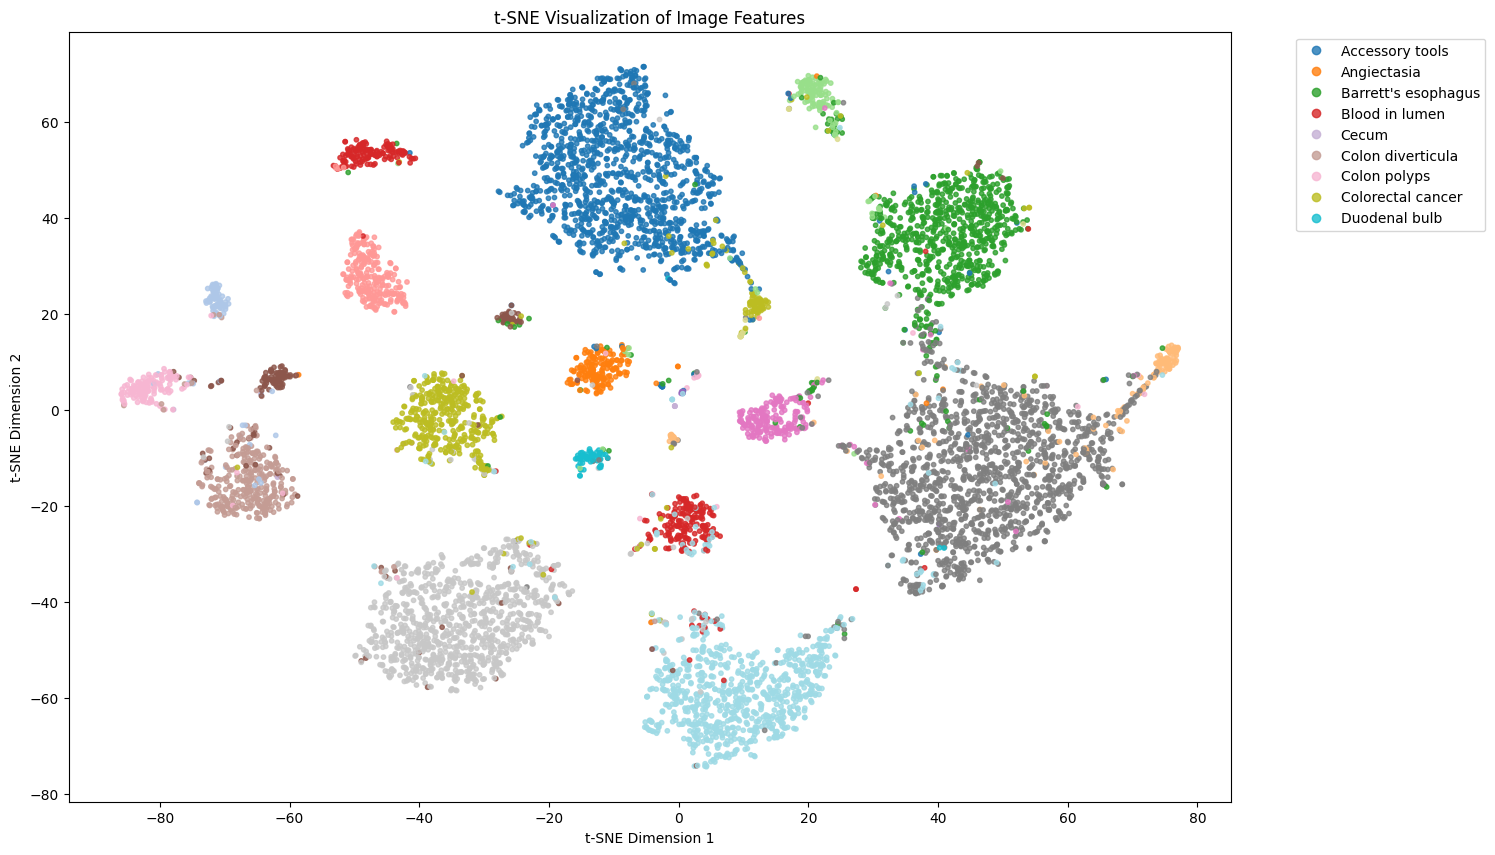 t-SNE Visualization of Image Features
t-SNE Dimension 2
60
40
20
0
−20
−40
−60
−80
−80
−60
−40
−20
0
20
40
60
80
t-SNE Dimension 1
Accessory tools
Angiectasia
Barrett's esophagus
Blood in lumen
Cecum
Colon diverticula
Colon polyps
Colorectal cancer
Duodenal bulb